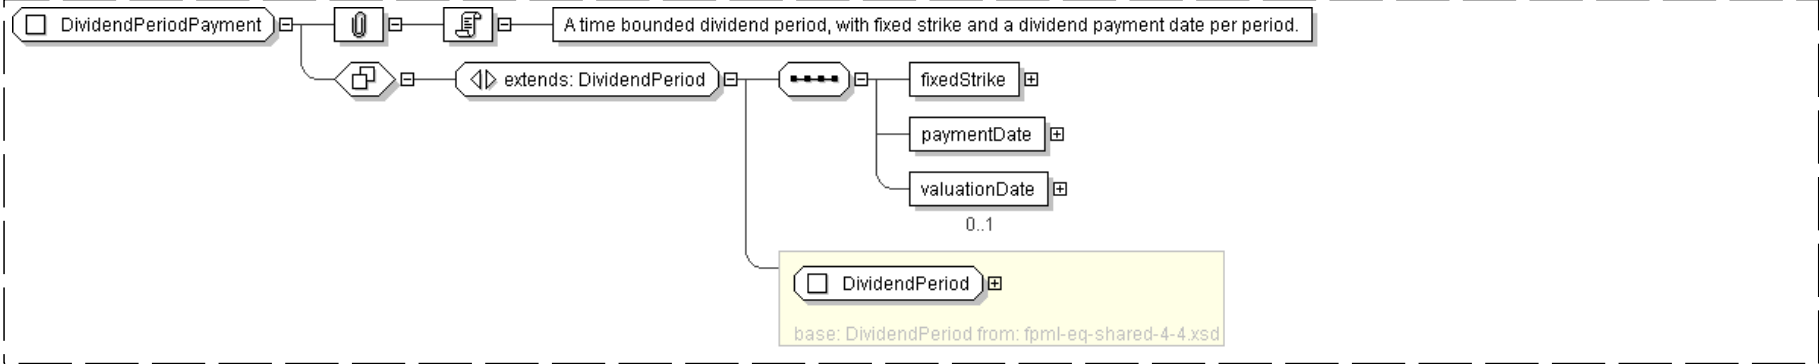 DividendPeriodPayment
A time bounded dividend period, with fixed strike and a dividend payment date per period.
extends: DividendPeriod
fixedStrike
paymentDate
valuationDate
0..1
DividendPeriod
base: DividendPeriod from: fpml-eq-shared-4-4.xsd